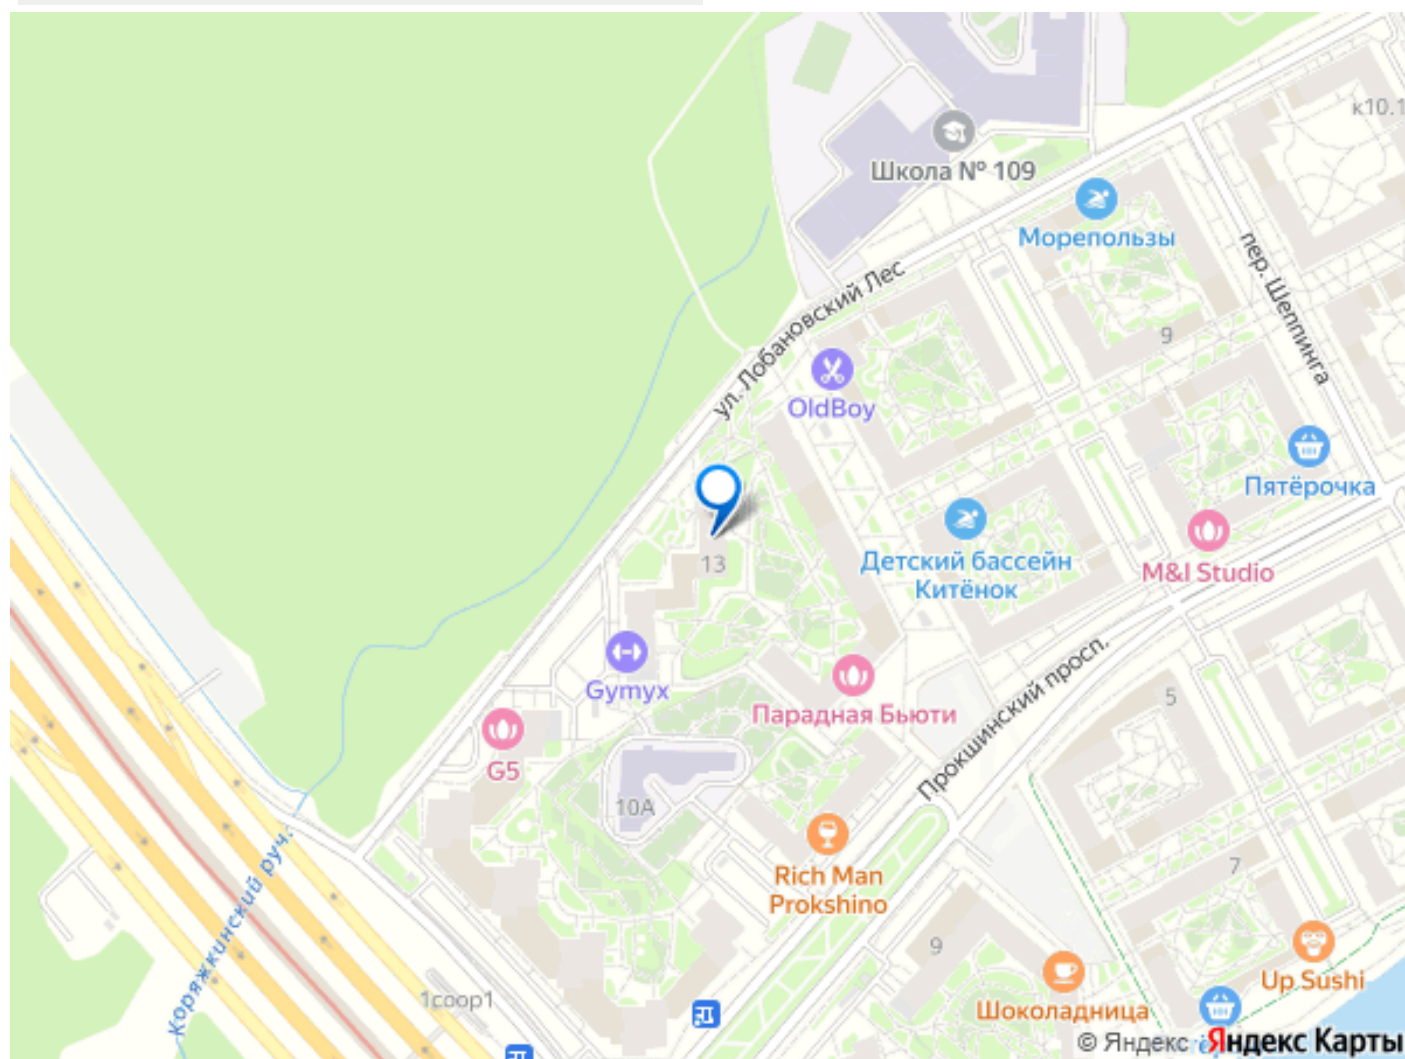 к10.1
Школа № 109
Морепользы
пер. Шеппинга
ул. Лобановский Лес
9
OldBoy
Пятёрочка
Детский бассейн
Китёнок
M&I Studio
13
Gymyx
Парадная Бьюти
Прокшинский просп.
5
G5
10А
Rich Man
Prokshino
7
Коряжкинский руч.
9
Up Sushi
1соор1
Шоколадница
© Яндекс
Яндекс Карты